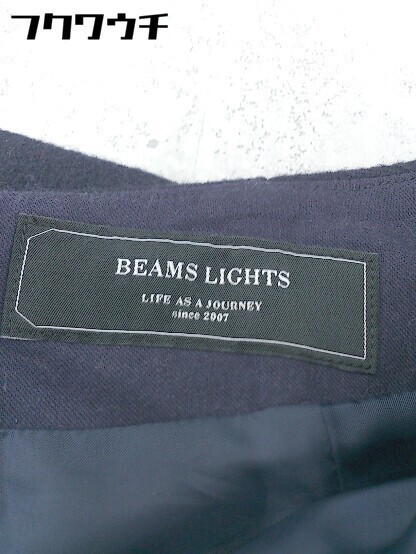 フクワウチ
BEAMS LIGHTS
LIFE AS A JOURNEY
since 2007